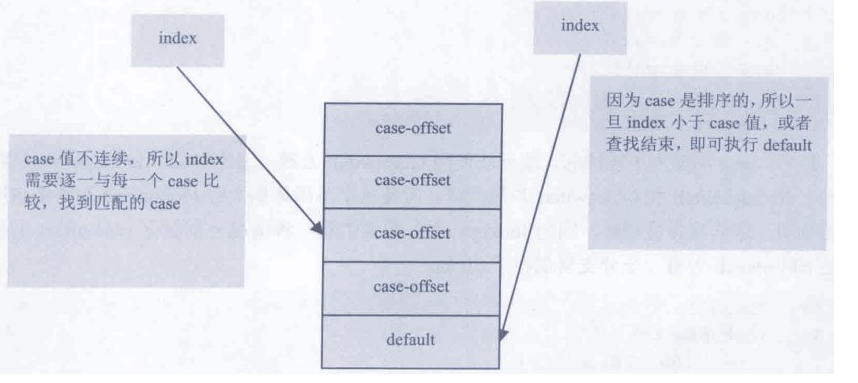 index
index
case 值不连续，所以 index
需要逐一与每一个 case 比
较，找到匹配的 case
case-offset
case-offset
case-offset
case-offset
default
因为 case 是排序的，所以一
旦 index 小于 case 值，或者
查找结束，即可执行 default